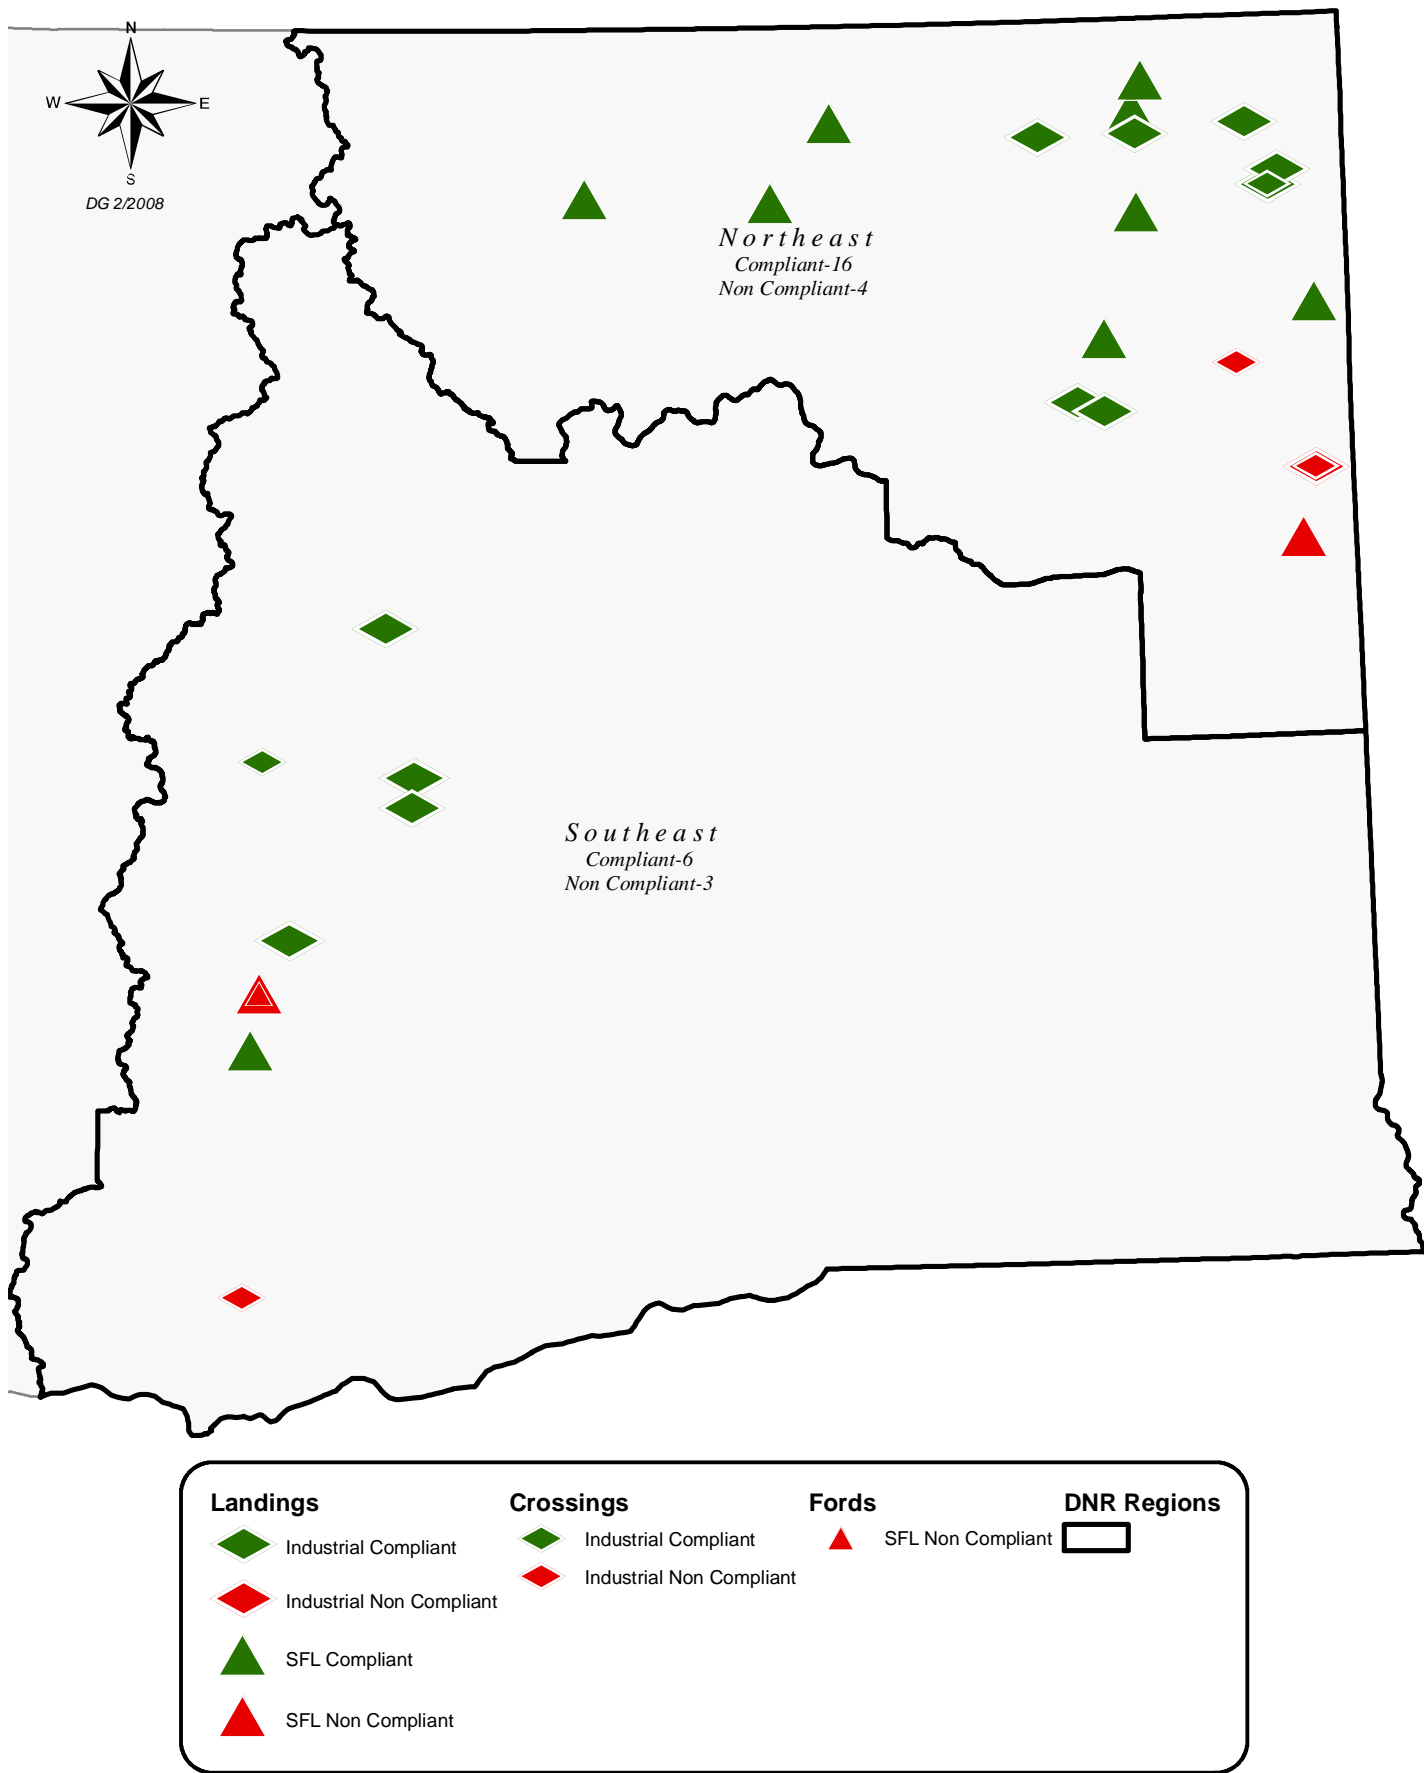 N
W E
S
DG 2/2008
Northeast
Compliant-16
Non Compliant-4
Southeast
Compliant-6
Non Compliant-3
Landings
Industrial Compliant
Industrial Non Compliant
SFL Compliant
SFL Non Compliant
Crossings
Industrial Compliant
Industrial Non Compliant
Fords
SFL Non Compliant
DNR Regions